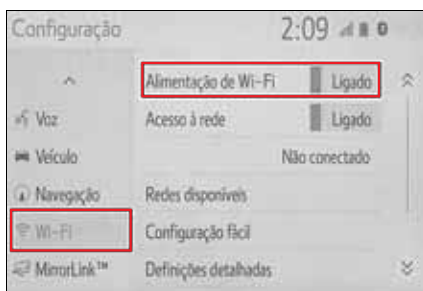 Configuração 2:09
Alimentação de Wi-Fi Ligado
Voz
Acesso à rede Ligado
Veículo
Não conectado
Navegação
Redes disponíveis
Wi-Fi
Configuração fácil
MirrorLink™
Definições detalhadas